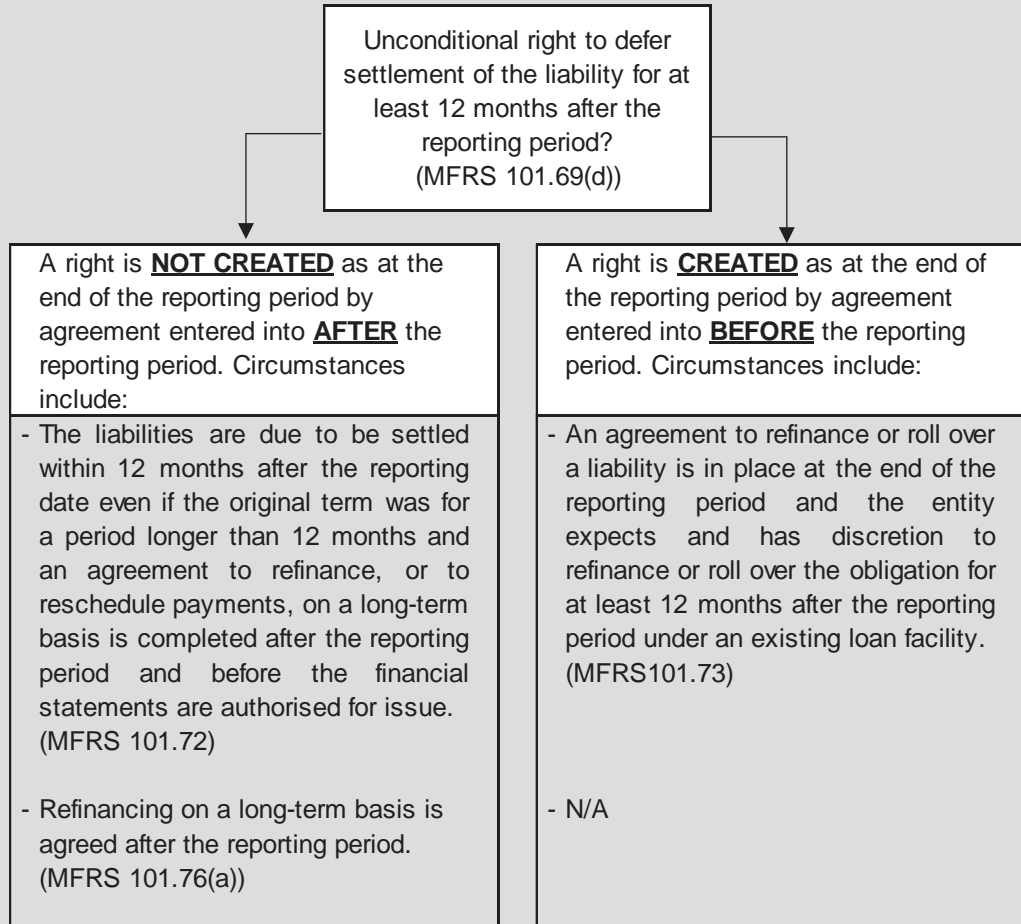 Unconditional right to defer
settlement of the liability for at
least 12 months after the
reporting period?
(MFRS 101.69(d))
A right is NOT CREATED as at the
end of the reporting period by
agreement entered into AFTER the
reporting period. Circumstances
include:
- The liabilities are due to be settled
within 12 months after the reporting
date even if the original term was for
a period longer than 12 months and
an agreement to refinance, or to
reschedule payments, on a long-term
basis is completed after the reporting
period and before the financial
statements are authorised for issue.
(MFRS 101.72)
- Refinancing on a long-term basis is
agreed after the reporting period.
(MFRS 101.76(a))
A right is CREATED as at the end of
the reporting period by agreement
entered into BEFORE the reporting
period. Circumstances include:
- An agreement to refinance or roll over
a liability is in place at the end of the
reporting period and the entity
expects and has discretion to
refinance or roll over the obligation for
at least 12 months after the reporting
period under an existing loan facility.
(MFRS101.73)
- N/A